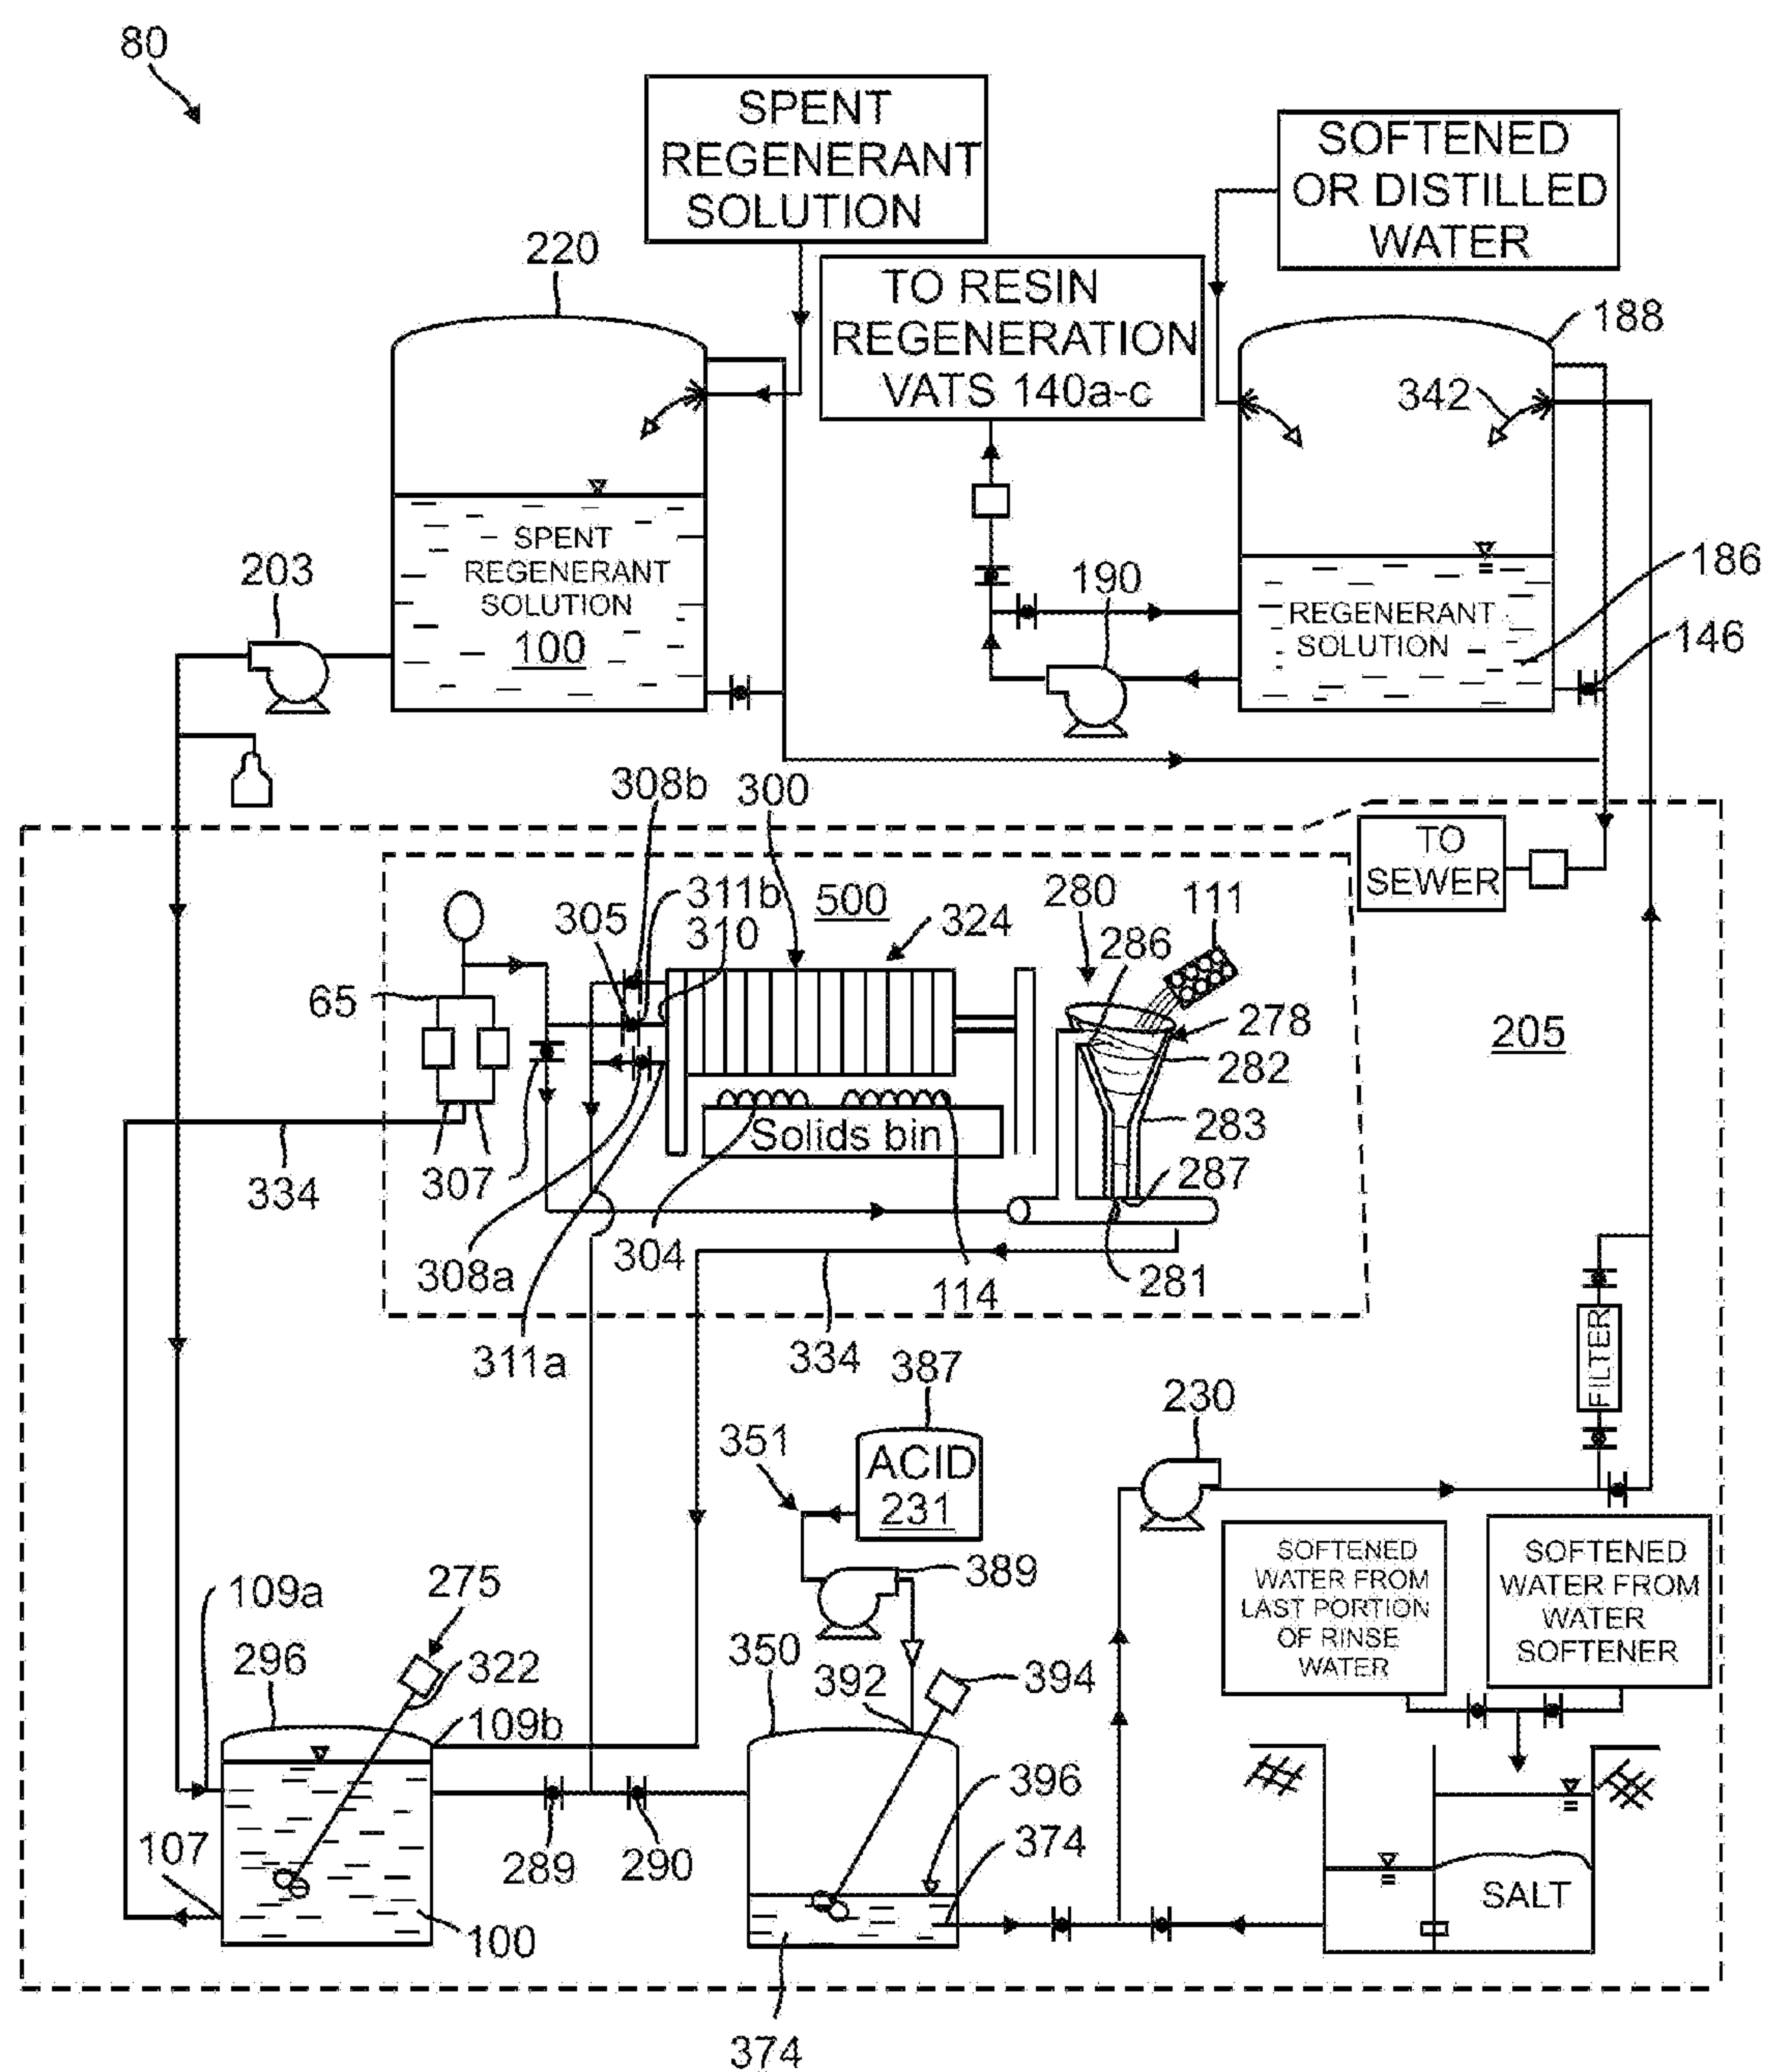 80
SPENT
REGENERANT
SOLUTION
SOFTENED
OR DISTILLED
WATER
220
TO RESIN
REGENERATION
VATS 140a-c
188
342
SPENT
REGENERANT
SOLUTION
100
203
190
REGENERANT
SOLUTION
186
146
308b
300
TO
SEWER
311b
500
280
111
305
310
324
286
65
278
205
282
283
Solids bin
334
307
287
308a
304
114
281
311a
334
387
230
FILTER
351
ACID
231
389
SOFTENED
WATER FROM
LAST PORTION
OF RINSE
WATER
SOFTENED
WATER FROM
WATER
SOFTENER
109a
275
296
322
350
392
394
109b
396
107
289
290
374
SALT
100
374